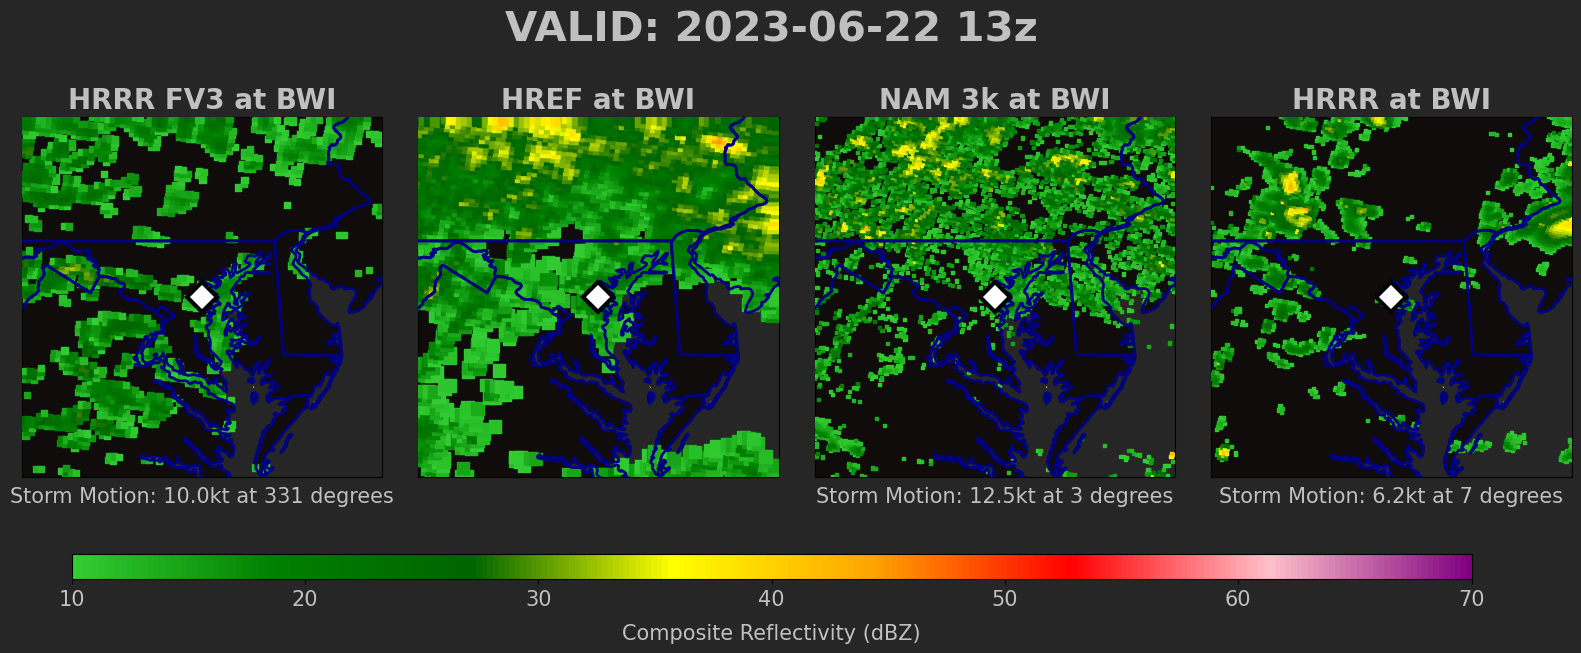 VALID: 2023-06-22 13z
HRRR FV3 at BWI
HREF at BWI
NAM 3k at BWI
HRRR at BWI
Storm Motion: 10.0kt at 331 degrees
Storm Motion: 12.5kt at 3 degrees
Storm Motion: 6.2kt at 7 degrees
10 20 30 40 50 60 70
Composite Reflectivity (dBZ)